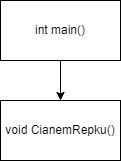 int main()
void CianemRepku()